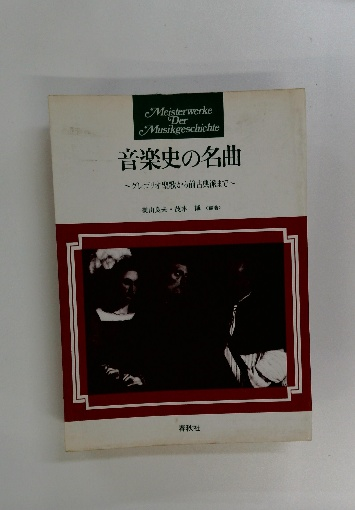 Meisterwerke
Der
Musikgeschichte
音楽史の名曲
～グレゴリオ聖歌から前古典派まで～
春秋社